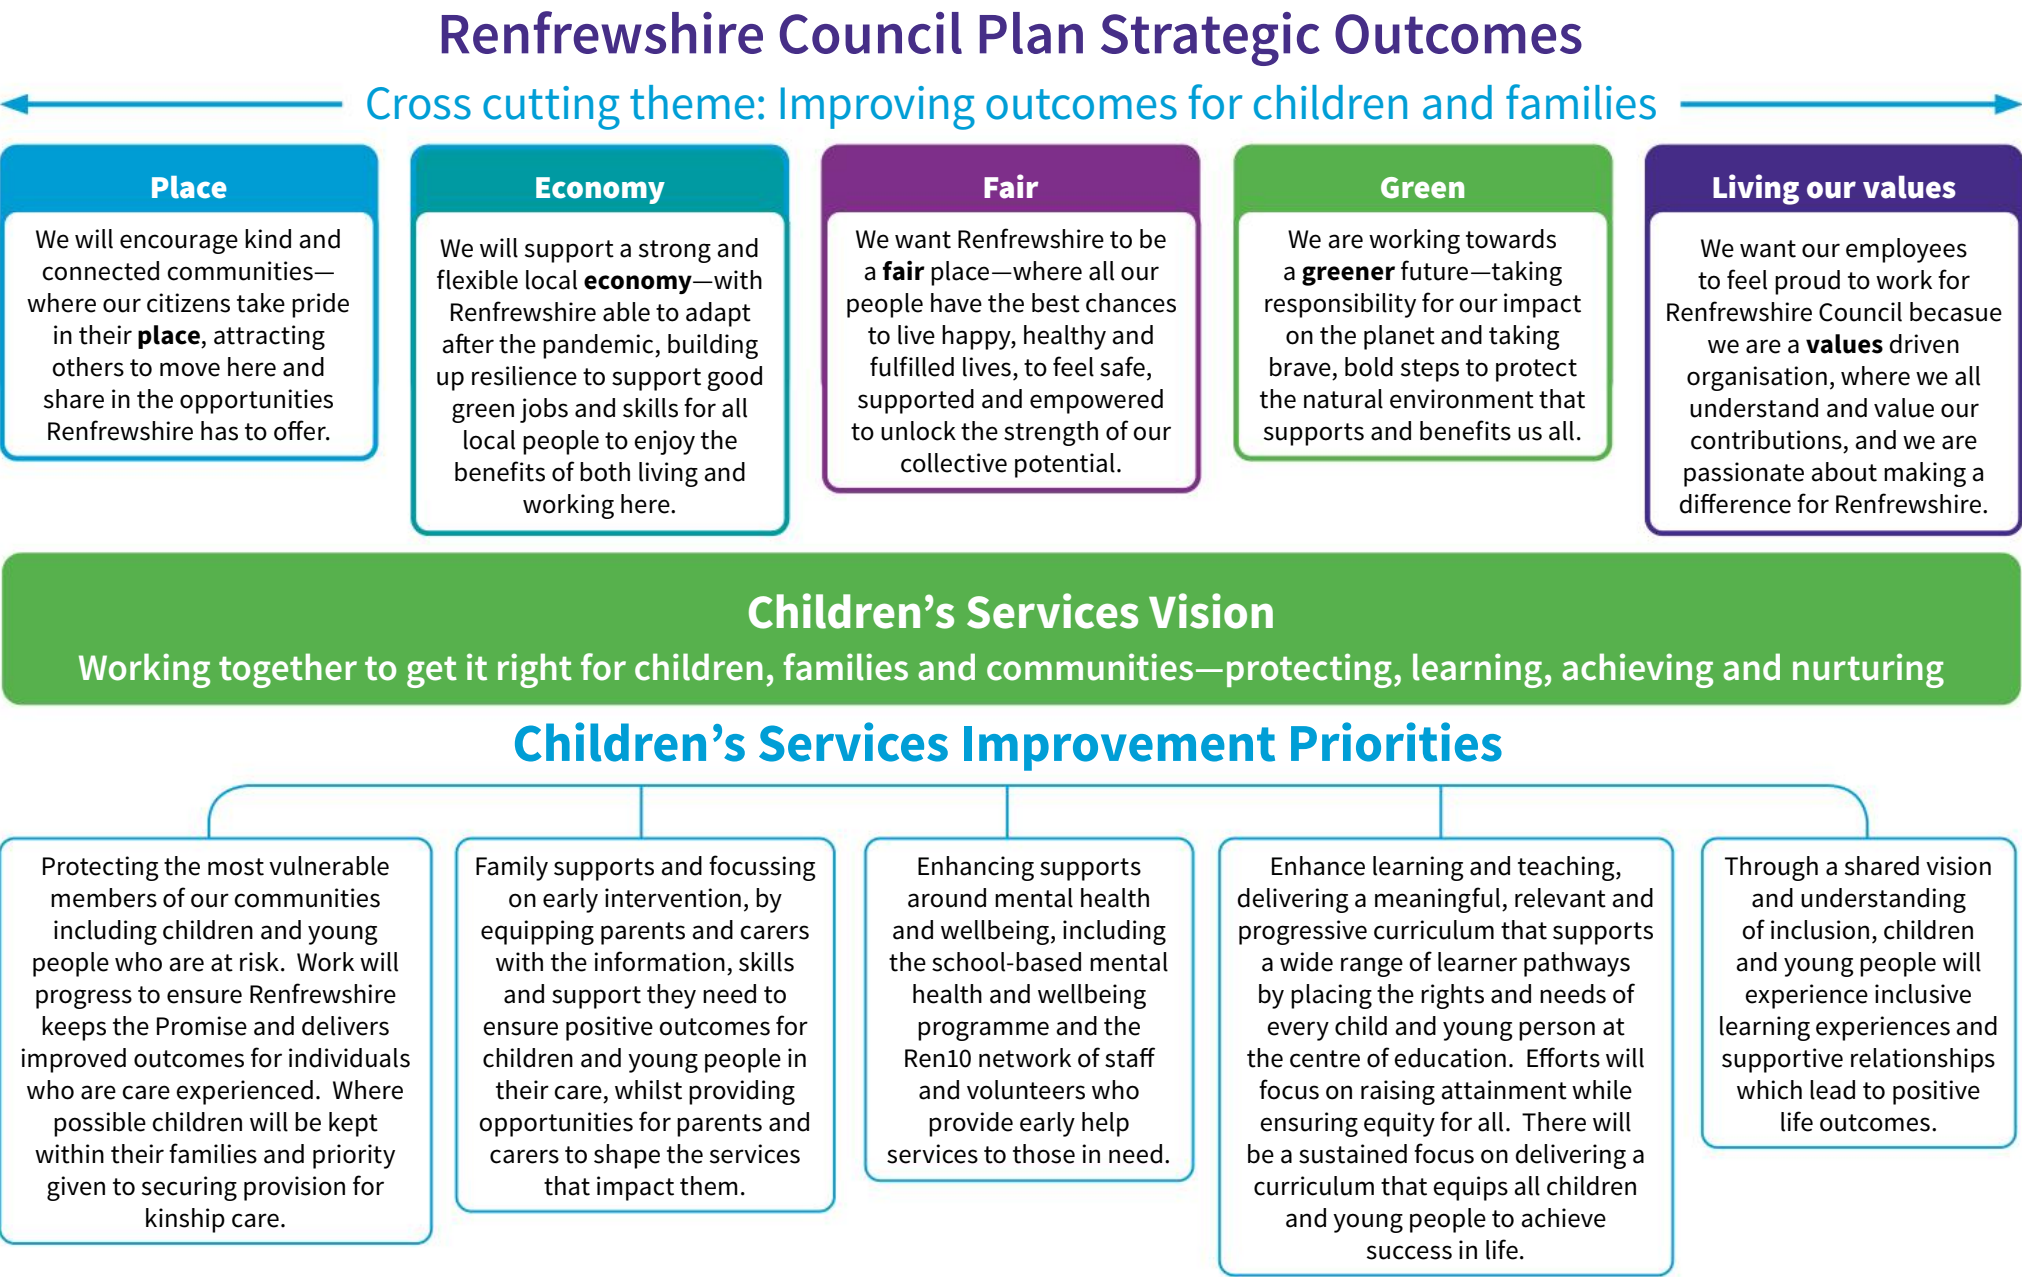 Renfrewshire Council Plan Strategic Outcomes
Cross cutting theme: Improving outcomes for children and families
Place
We will encourage kind and
connected communities—
where our citizens take pride
in their place, attracting
others to move here and
share in the opportunities
Renfrewshire has to offer.
Economy
We will support a strong and
flexible local economy—with
Renfrewshire able to adapt
after the pandemic, building
up resilience to support good
green jobs and skills for all
local people to enjoy the
benefits of both living and
working here.
Fair
We want Renfrewshire to be
a fair place—where all our
people have the best chances
to live happy, healthy and
fulfilled lives, to feel safe,
supported and empowered
to unlock the strength of our
collective potential.
Green
We are working towards
a greener future—taking
responsibility for our impact
on the planet and taking
brave, bold steps to protect
the natural environment that
supports and benefits us all.
Living our values
We want our employees
to feel proud to work for
Renfrewshire Council becasue
we are a values driven
organisation, where we all
understand and value our
contributions, and we are
passionate about making a
difference for Renfrewshire.
Children's Services Vision
Working together to get it right for children, families and communities—protecting, learning, achieving and nurturing
Children's Services Improvement Priorities
Protecting the most vulnerable
members of our communities
including children and young
people who are at risk. Work will
progress to ensure Renfrewshire
keeps the Promise and delivers
improved outcomes for individuals
who are care experienced. Where
possible children will be kept
within their families and priority
given to securing provision for
kinship care.
Family supports and focussing
on early intervention, by
equipping parents and carers
with the information, skills
and support they need to
ensure positive outcomes for
children and young people in
their care, whilst providing
opportunities for parents and
carers to shape the services
that impact them.
Enhancing supports
around mental health
and wellbeing, including
the school-based mental
health and wellbeing
programme and the
Ren10 network of staff
and volunteers who
provide early help
services to those in need.
Enhance learning and teaching,
delivering a meaningful, relevant and
progressive curriculum that supports
a wide range of learner pathways
by placing the rights and needs of
every child and young person at
the centre of education. Efforts will
focus on raising attainment while
ensuring equity for all. There will
be a sustained focus on delivering a
curriculum that equips all children
and young people to achieve
success in life.
Through a shared vision
and understanding
of inclusion, children
and young people will
experience inclusive
learning experiences and
supportive relationships
which lead to positive
life outcomes.